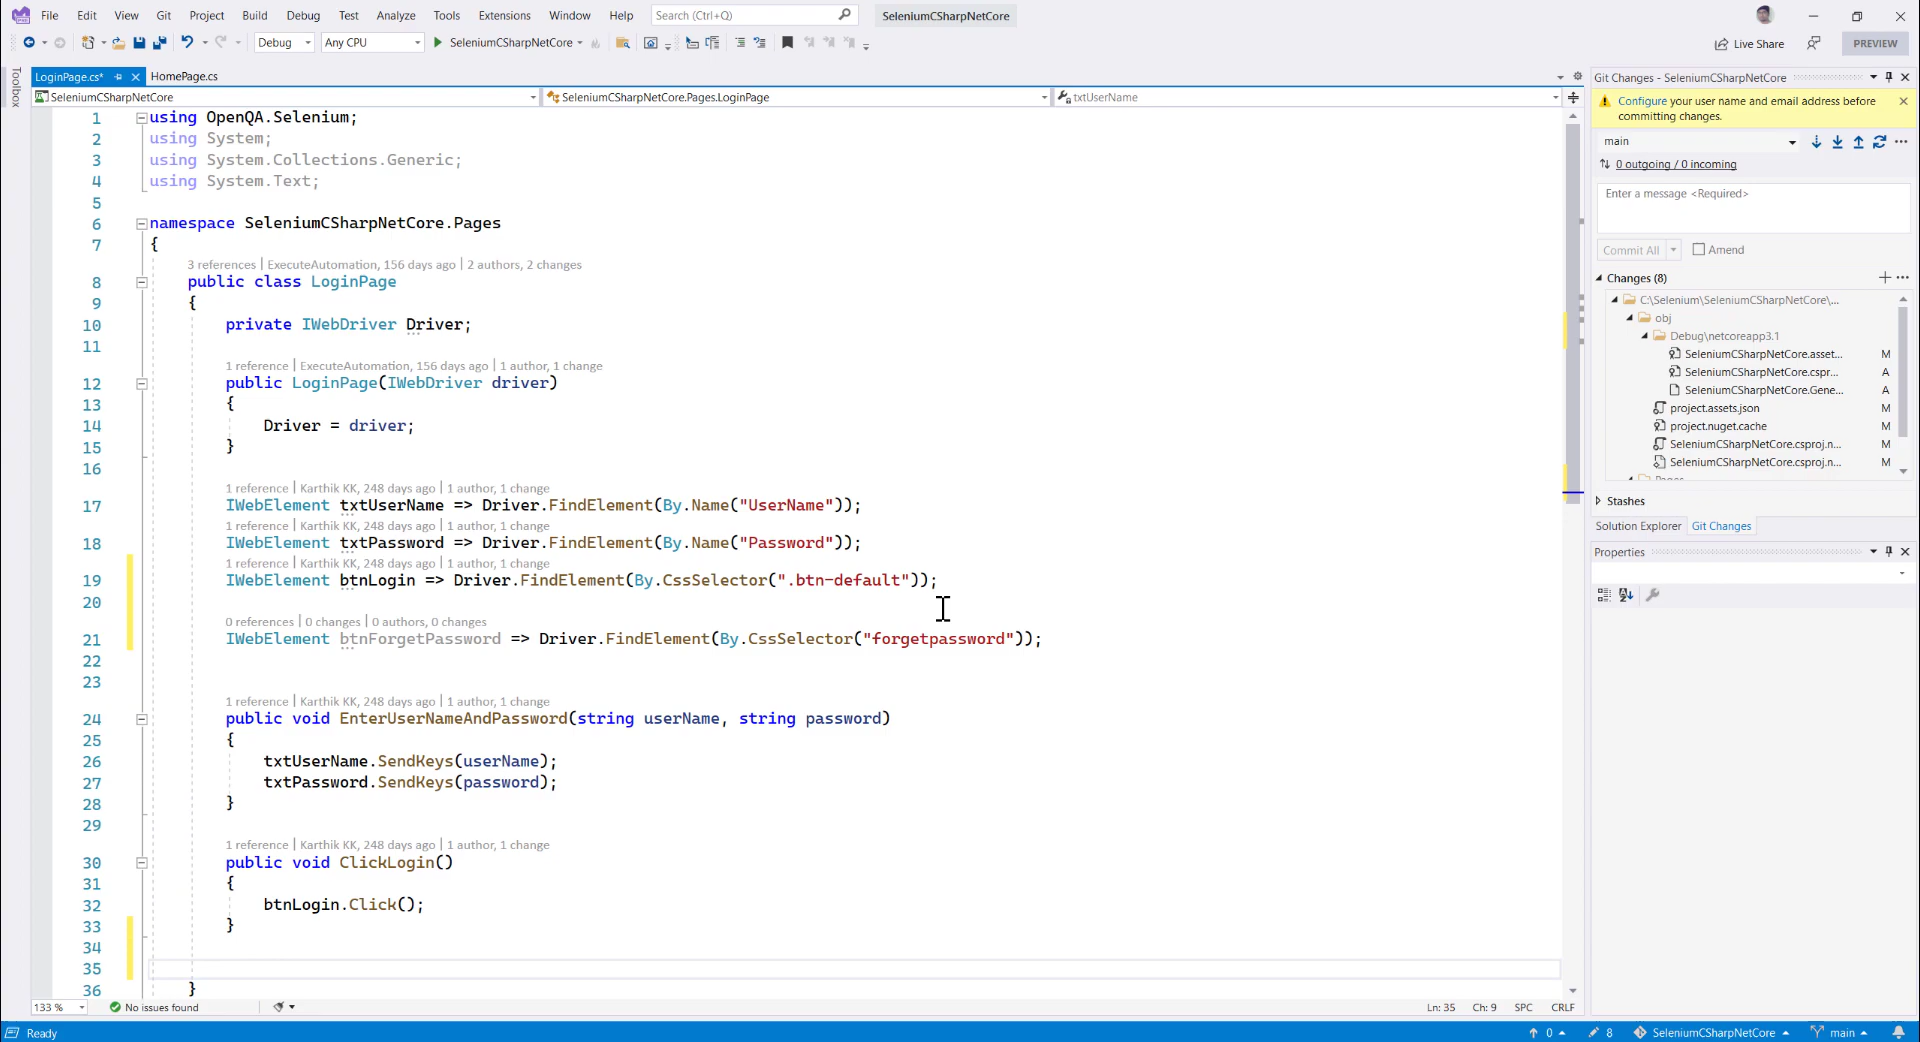 File Edit View Git Project Build Debug Test Analyze Tools Extensions Window Help Search (Ctrl+Q) SeleniumCSharpNetCore
Debug Any CPU SeleniumCSharpNetCore Live Share PREVIEW
Toolbox
LoginPage.cs* HomePage.cs
SeleniumCSharpNetCore SeleniumCSharpNetCore.Pages.LoginPage txtUserName
1 using OpenQA.Selenium;
2 using System;
3 using System.Collections.Generic;
4 using System.Text;
5
6 namespace SeleniumCSharpNetCore.Pages
7 {
3 references | ExecuteAutomation, 156 days ago | 2 authors, 2 changes
8 public class LoginPage
9 {
10 private IWebDriver Driver;
11
1 reference | ExecuteAutomation, 156 days ago | 1 author, 1 change
12 public LoginPage(IWebDriver driver)
13 {
14 Driver = driver;
15 }
16
1 reference | Karthik KK, 248 days ago | 1 author, 1 change
17 IWebElement txtUserName => Driver.FindElement(By.Name("UserName"));
1 reference | Karthik KK, 248 days ago | 1 author, 1 change
18 IWebElement txtPassword => Driver.FindElement(By.Name("Password"));
1 reference | Karthik KK, 248 days ago | 1 author, 1 change
19 IWebElement btnLogin => Driver.FindElement(By.CssSelector(".btn-default"));
20
0 references | 0 changes | 0 authors, 0 changes
21 IWebElement btnForgetPassword => Driver.FindElement(By.CssSelector("forgetpassword"));
22
23
1 reference | Karthik KK, 248 days ago | 1 author, 1 change
24 public void EnterUserNameAndPassword(string userName, string password)
25 {
26 txtUserName.SendKeys(userName);
27 txtPassword.SendKeys(password);
28 }
29
1 reference | Karthik KK, 248 days ago | 1 author, 1 change
30 public void ClickLogin()
31 {
32 btnLogin.Click();
33 }
34
35
36 }
133 % No issues found Ln: 35 Ch: 9 SPC CRLF
Git Changes - SeleniumCSharpNetCore
Configure your user name and email address before
committing changes.
main
0 outgoing / 0 incoming
Enter a message <Required>
Commit All Amend
Changes (8)
C:\Selenium\SeleniumCSharpNetCore\...
obj
Debug\netcoreapp3.1
SeleniumCSharpNetCore.asset... M
SeleniumCSharpNetCore.cspr... A
SeleniumCSharpNetCore.Gene... A
project.assets.json M
project.nuget.cache M
SeleniumCSharpNetCore.csproj.n... M
SeleniumCSharpNetCore.csproj.n... M
Pages
Stashes
Solution Explorer Git Changes
Properties
Ready 0 8 SeleniumCSharpNetCore main